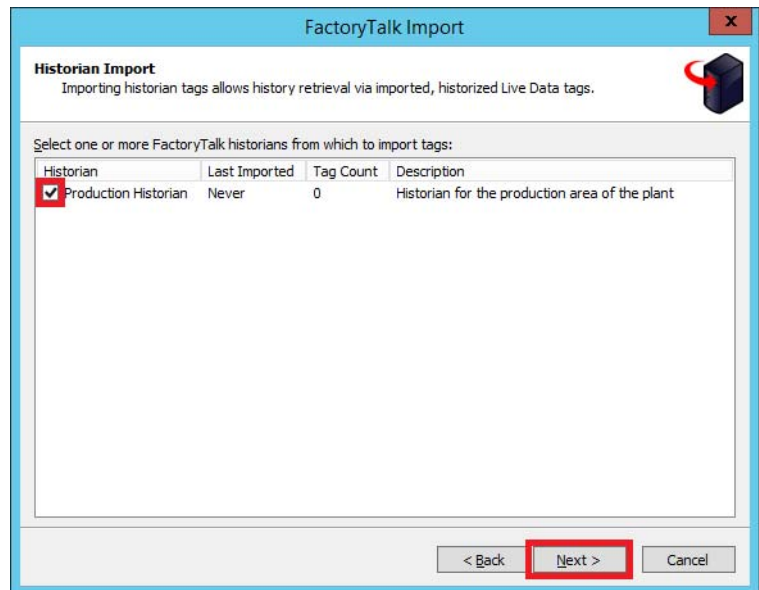 FactoryTalk Import
x
Historian Import
Importing historian tags allows history retrieval via imported, historized Live Data tags.
Select one or more FactoryTalk historians from which to import tags:
Historian Last Imported Tag Count Description
Production Historian Never 0 Historian for the production area of the plant
< Back Next > Cancel